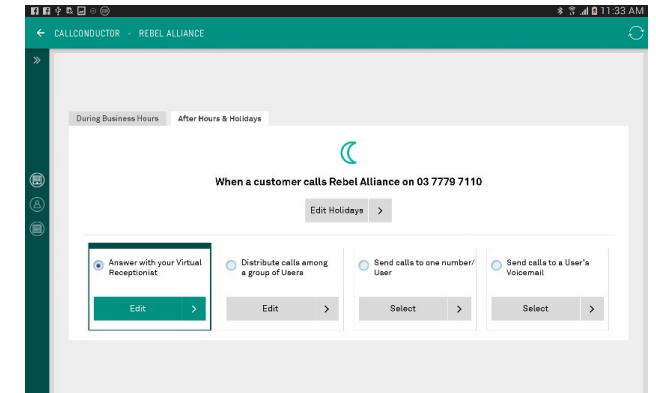 11:33 AM
CALLCONDUCTOR - REBEL ALLIANCE
During Business Hours After Hours & Holidays
When a customer calls Rebel Alliance on 03 7779 7110
Edit Holidays
Answer with your Virtual
Receptionist
Edit
Distribute calls among
a group of Users
Edit
Send calls to one number/
User
Select
Send calls to a User's
Voicemail
Select